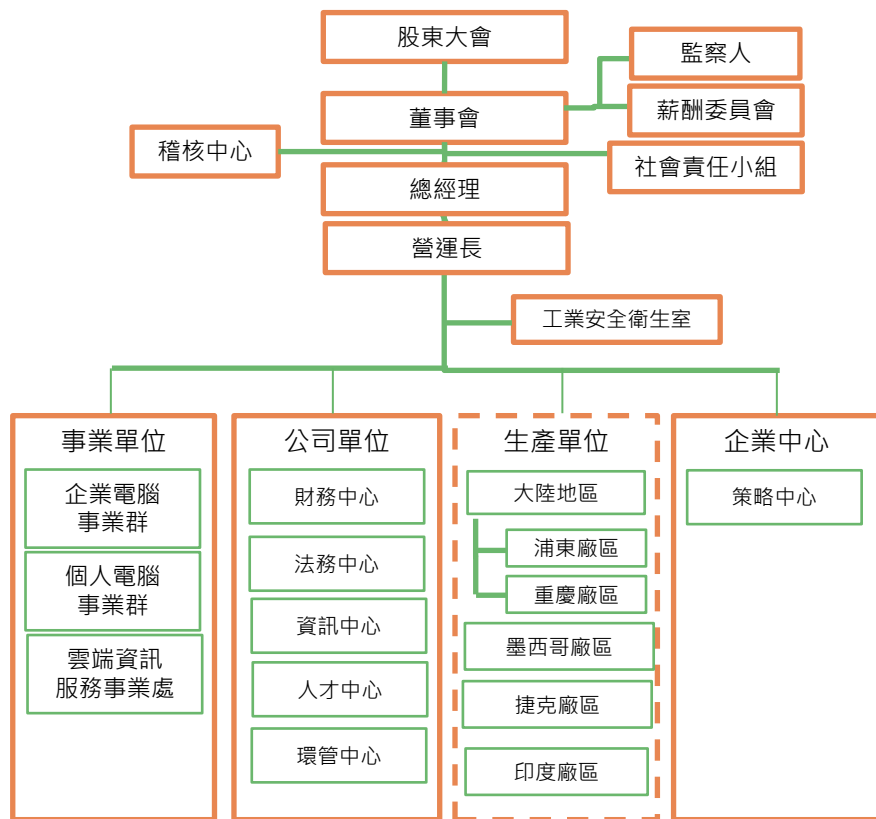 股東大會
監察人
董事會
薪酬委員會
稽核中心
社會責任小組
總經理
營運長
工業安全衛生室
事業單位
企業電腦
事業群
個人電腦
事業群
雲端資訊
服務事業處
公司單位
財務中心
法務中心
資訊中心
人才中心
環管中心
生產單位
大陸地區
浦東廠區
重慶廠區
墨西哥廠區
捷克廠區
印度廠區
企業中心
策略中心